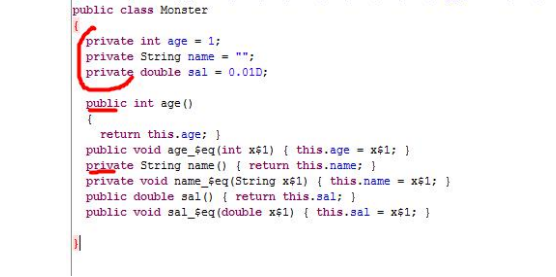 public class Monster
{
private int age = 1;
private String name = "";
private double sal = 0.01D;
public int age()
{
return this.age; }
public void age_$eq(int x$1) { this.age = x$1; }
private String name() { return this.name; }
private void name_$eq(String x$1) { this.name = x$1; }
public double sal() { return this.sal; }
public void sal_$eq(double x$1) { this.sal = x$1; }
}